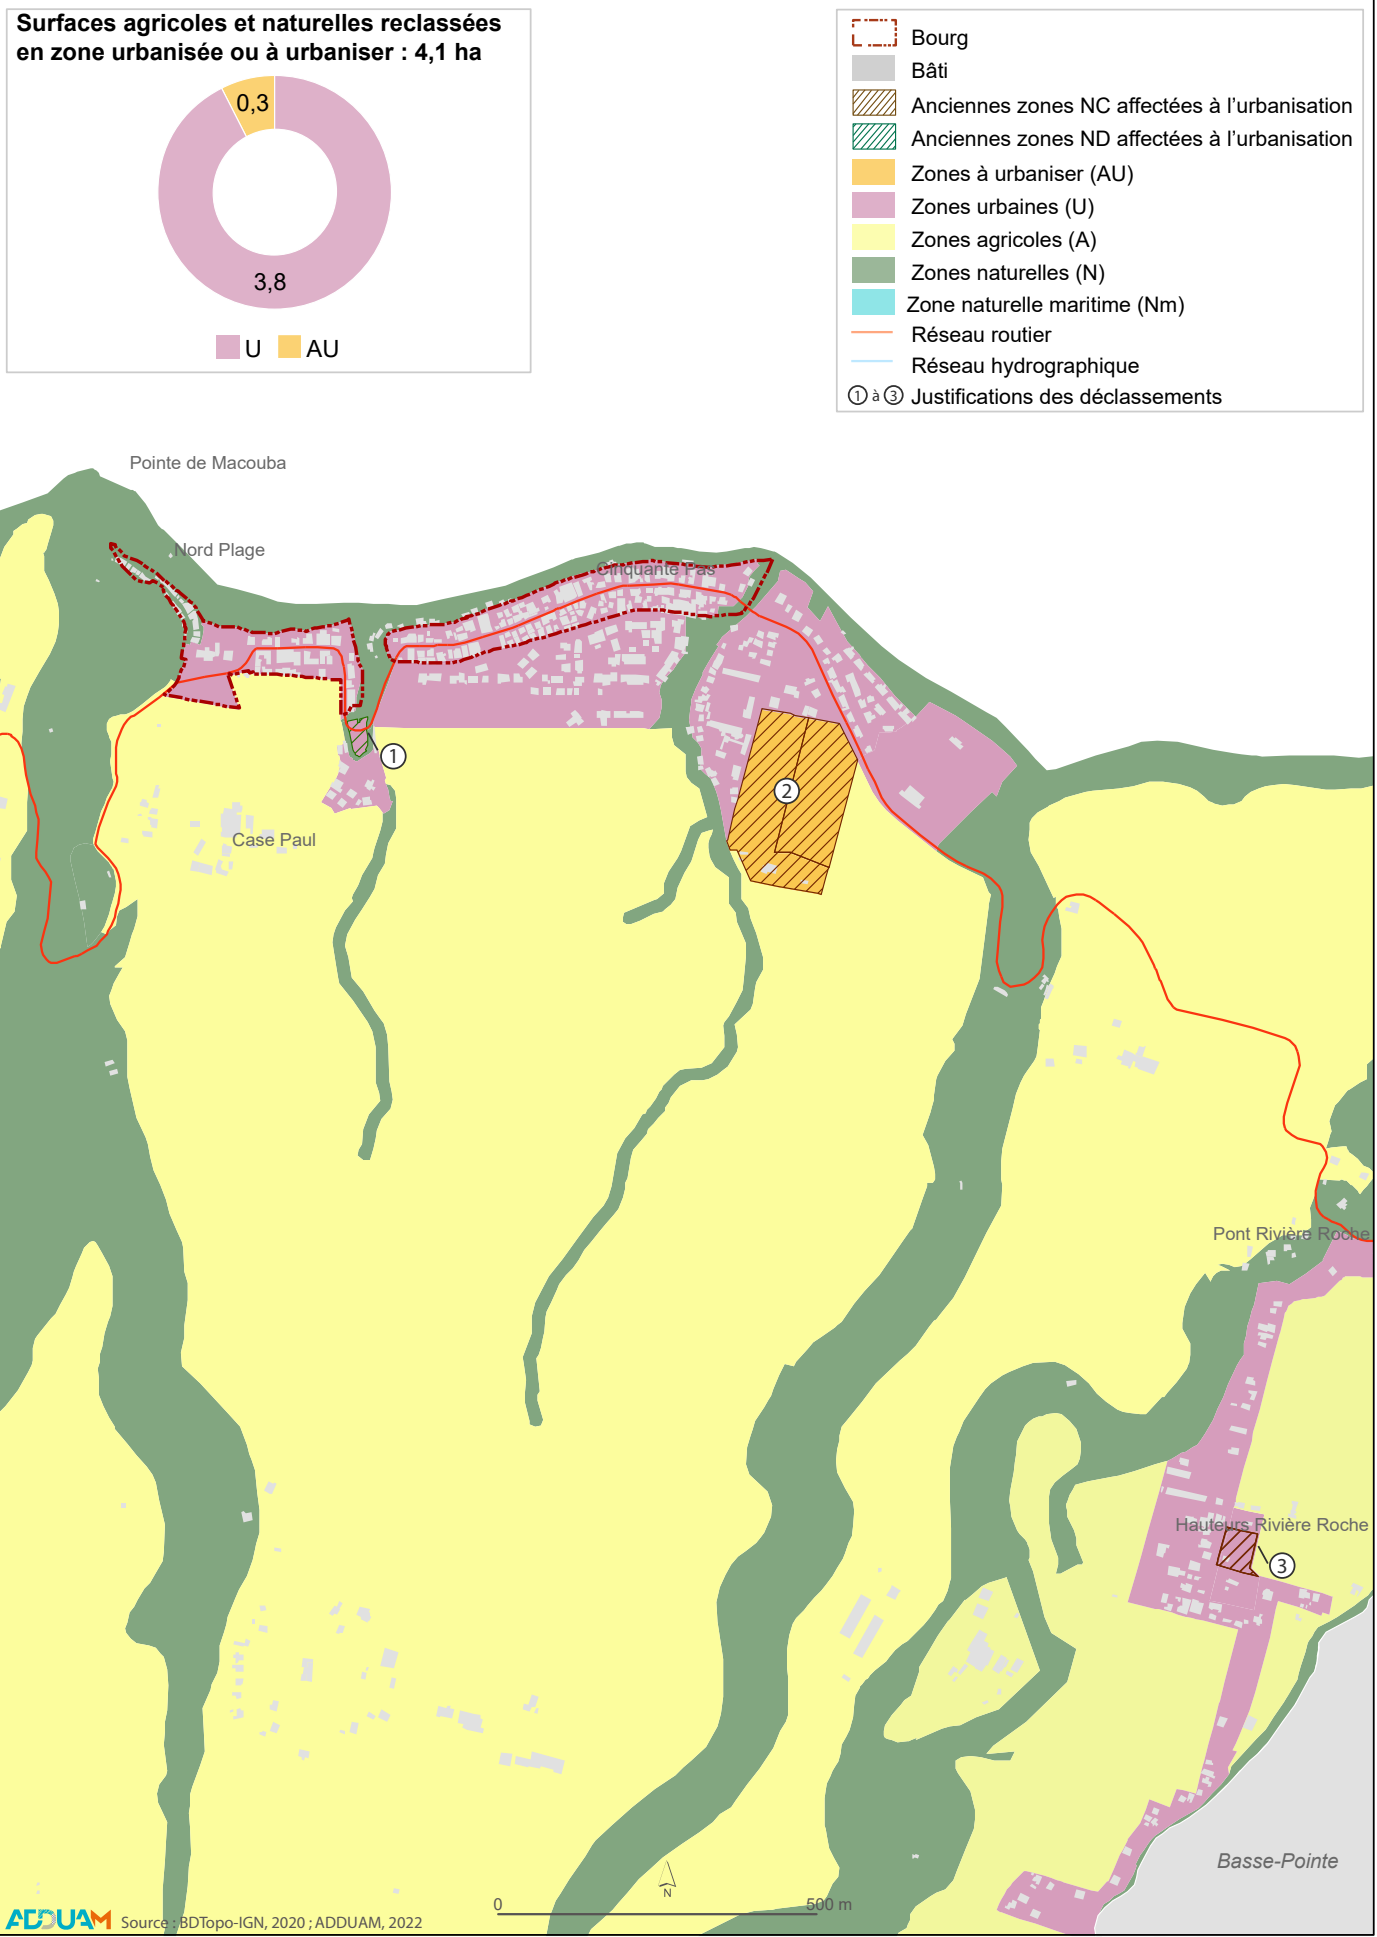 Surfaces agricoles et naturelles reclassées
en zone urbanisée ou à urbaniser : 4,1 ha
0,3
3,8
U AU
Bourg
Bâti
Anciennes zones NC affectées à l'urbanisation
Anciennes zones ND affectées à l'urbanisation
Zones à urbaniser (AU)
Zones urbaines (U)
Zones agricoles (A)
Zones naturelles (N)
Zone naturelle maritime (Nm)
Réseau routier
Réseau hydrographique
1 à 3 Justifications des déclassements
Pointe de Macouba
Nord Plage
Cinquante Pas
1
2
Case Paul
Pont Rivière Roche
Hauteurs Rivière Roche
3
Basse-Pointe
N
0 500 m
ADDUAM Source : BDTopo-IGN, 2020 ; ADDUAM, 2022